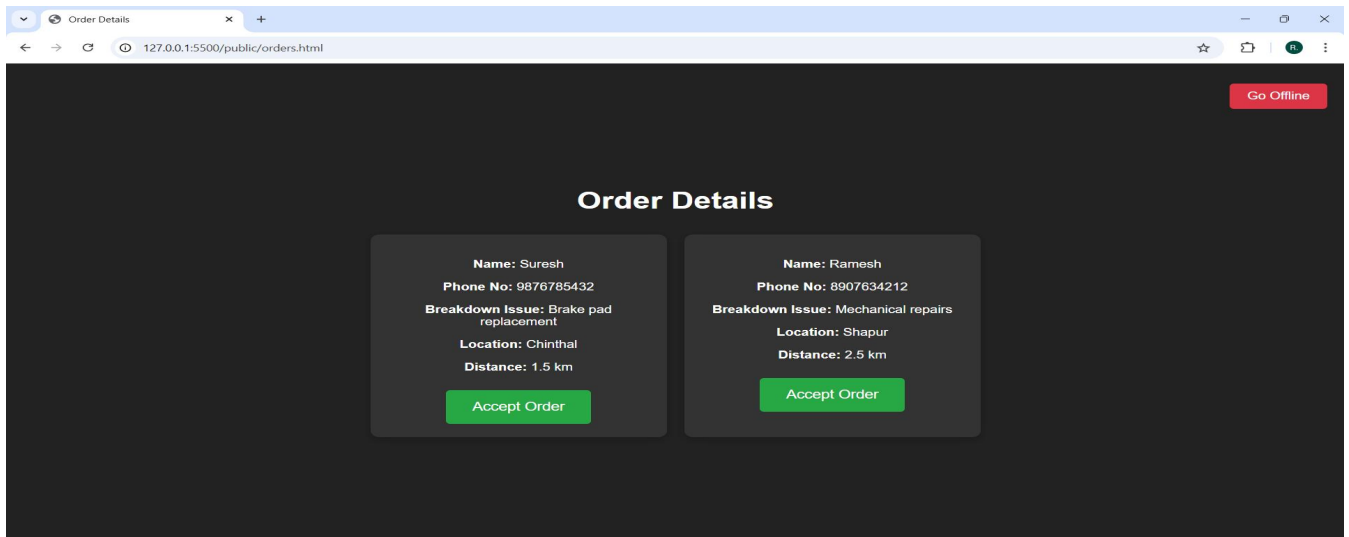 Order Details
127.0.0.1:5500/public/orders.html
R.
Go Offline
Order Details
Name: Suresh
Phone No: 9876785432
Breakdown Issue: Brake pad
replacement
Location: Chinthal
Distance: 1.5 km
Accept Order
Name: Ramesh
Phone No: 8907634212
Breakdown Issue: Mechanical repairs
Location: Shapur
Distance: 2.5 km
Accept Order